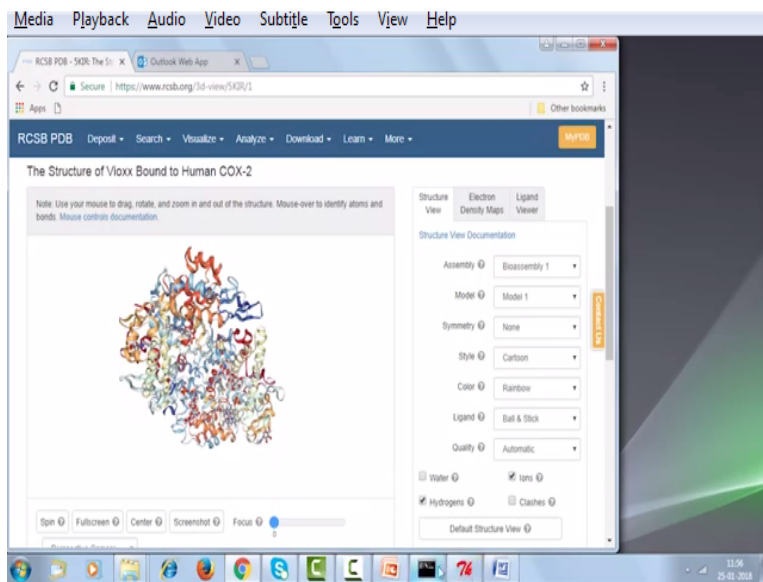 Media Playback Audio Video Subtitle Tools View Help
RCSB PDB - 5KIR: The St
Outlook Web App
Secure https://www.rcsb.org/3d-view/5KIR/1
Apps
Other bookmarks
RCSB PDB Deposit Search Visualize Analyze Download Learn More MyPDB
The Structure of Vioxx Bound to Human COX-2
Note: Use your mouse to drag, rotate, and zoom in and out of the structure. Mouse-over to identify atoms and
bonds. Mouse controls documentation.
Structure View
Electron Density Maps
Ligand Viewer
Structure View Documentation
Assembly Bioassembly 1
Model Model 1
Symmetry None
Style Cartoon
Color Rainbow
Ligand Ball & Stick
Quality Automatic
Water Ions
Hydrogens Clashes
Default Structure View
Contact Us
Spin Fullscreen Center Screenshot Focus
0
11:56
25-01-2018